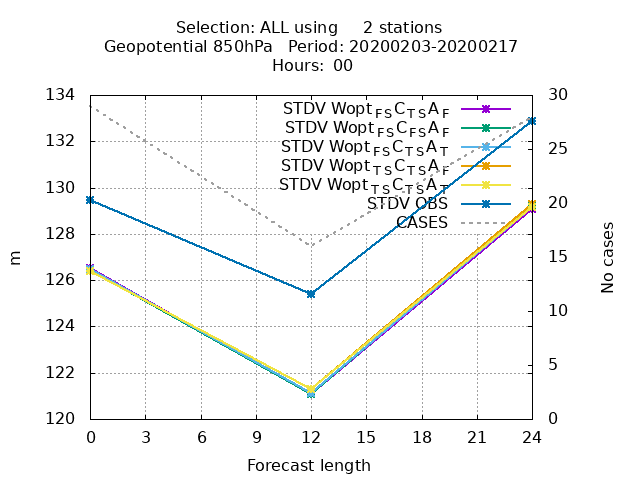 Selection: ALL using     2 stations
Geopotential 850hPa   Period: 20200203-20200217
Hours:  00
134
132
130
128
126
124
122
120
m
30
25
20
15
10
5
0
No cases
STDV Wopt_FS C_TS A_F
STDV Wopt_FS C_FS A_F
STDV Wopt_FS C_TS A_T
STDV Wopt_TS C_TS A_F
STDV Wopt_TS C_TS A_T
STDV OBS
CASES
0 3 6 9 12 15 18 21 24
Forecast length